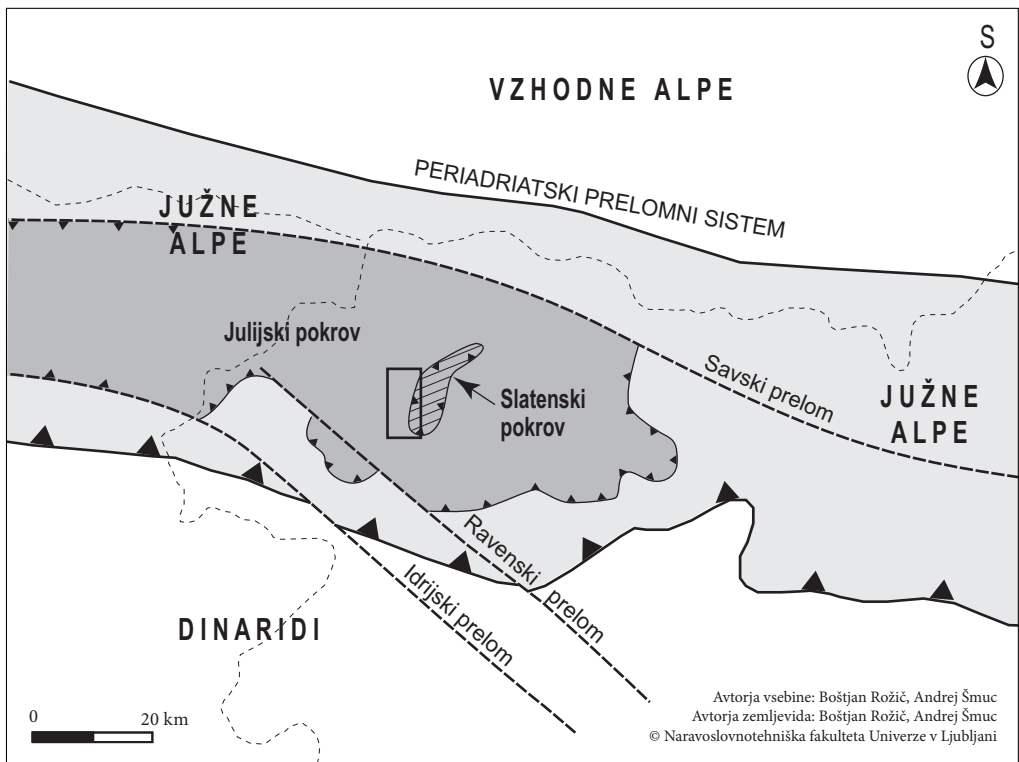 S
VZHODNE ALPE
PERIADRIATSKI PRELOMNI SISTEM
JUŽNE
ALPE
Julijski pokrov
Slatenski
pokrov
Savski prelom
JUŽNE
ALPE
Ravenski prelom
Idrijski prelom
DINARIDI
0 20 km
Avtorja vsebine: Boštjan Rožič, Andrej Šmuc
Avtorja zemljevida: Boštjan Rožič, Andrej Šmuc
© Naravoslovnotehniška fakulteta Univerze v Ljubljani